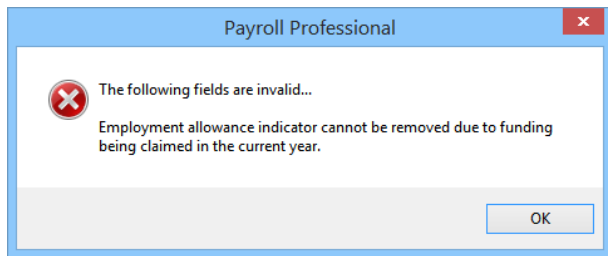 Payroll Professional
x
The following fields are invalid...
Employment allowance indicator cannot be removed due to funding
being claimed in the current year.
OK